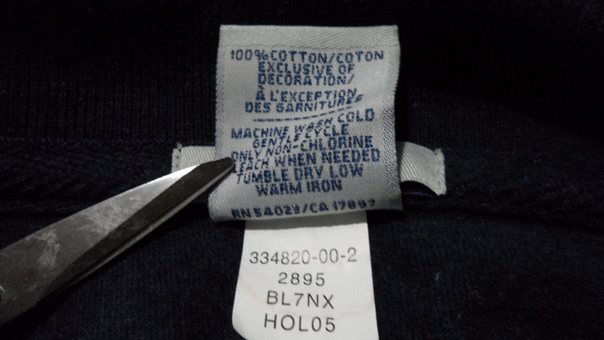 100% COTTON/COTON
EXCLUSIVE OF
DECORATION/
À L'EXCEPTION
DES GARNITURES
MACHINE WASH COLD
GENTLE CYCLE
ONLY NON-CHLORINE
BLEACH WHEN NEEDED
TUMBLE DRY LOW
WARM IRON
RN 54023/CA 17897
334820-00-2
2895
BL7NX
HOL05